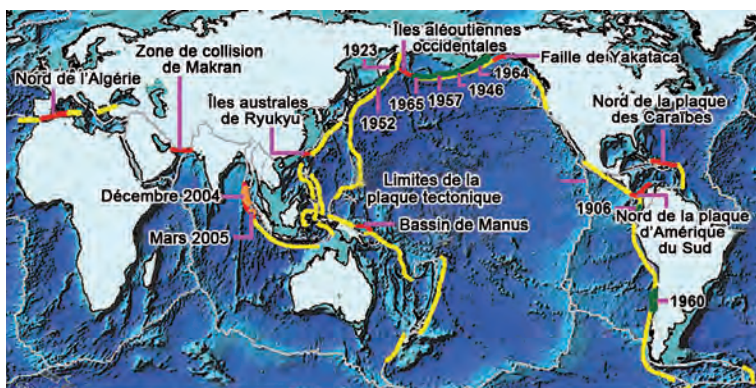 Nord de l'Algérie
Zone de collision
de Makran
Îles australes
de Ryukyu
1923
Îles aléoutiennes
occidentales
Faille de Yakataca
1964
1946
1957
1965
1952
Nord de la plaque
des Caraïbes
Limites de la
plaque tectonique
Décembre 2004
Mars 2005
Bassin de Manus
1906
Nord de la plaque
d'Amérique
du Sud
1960